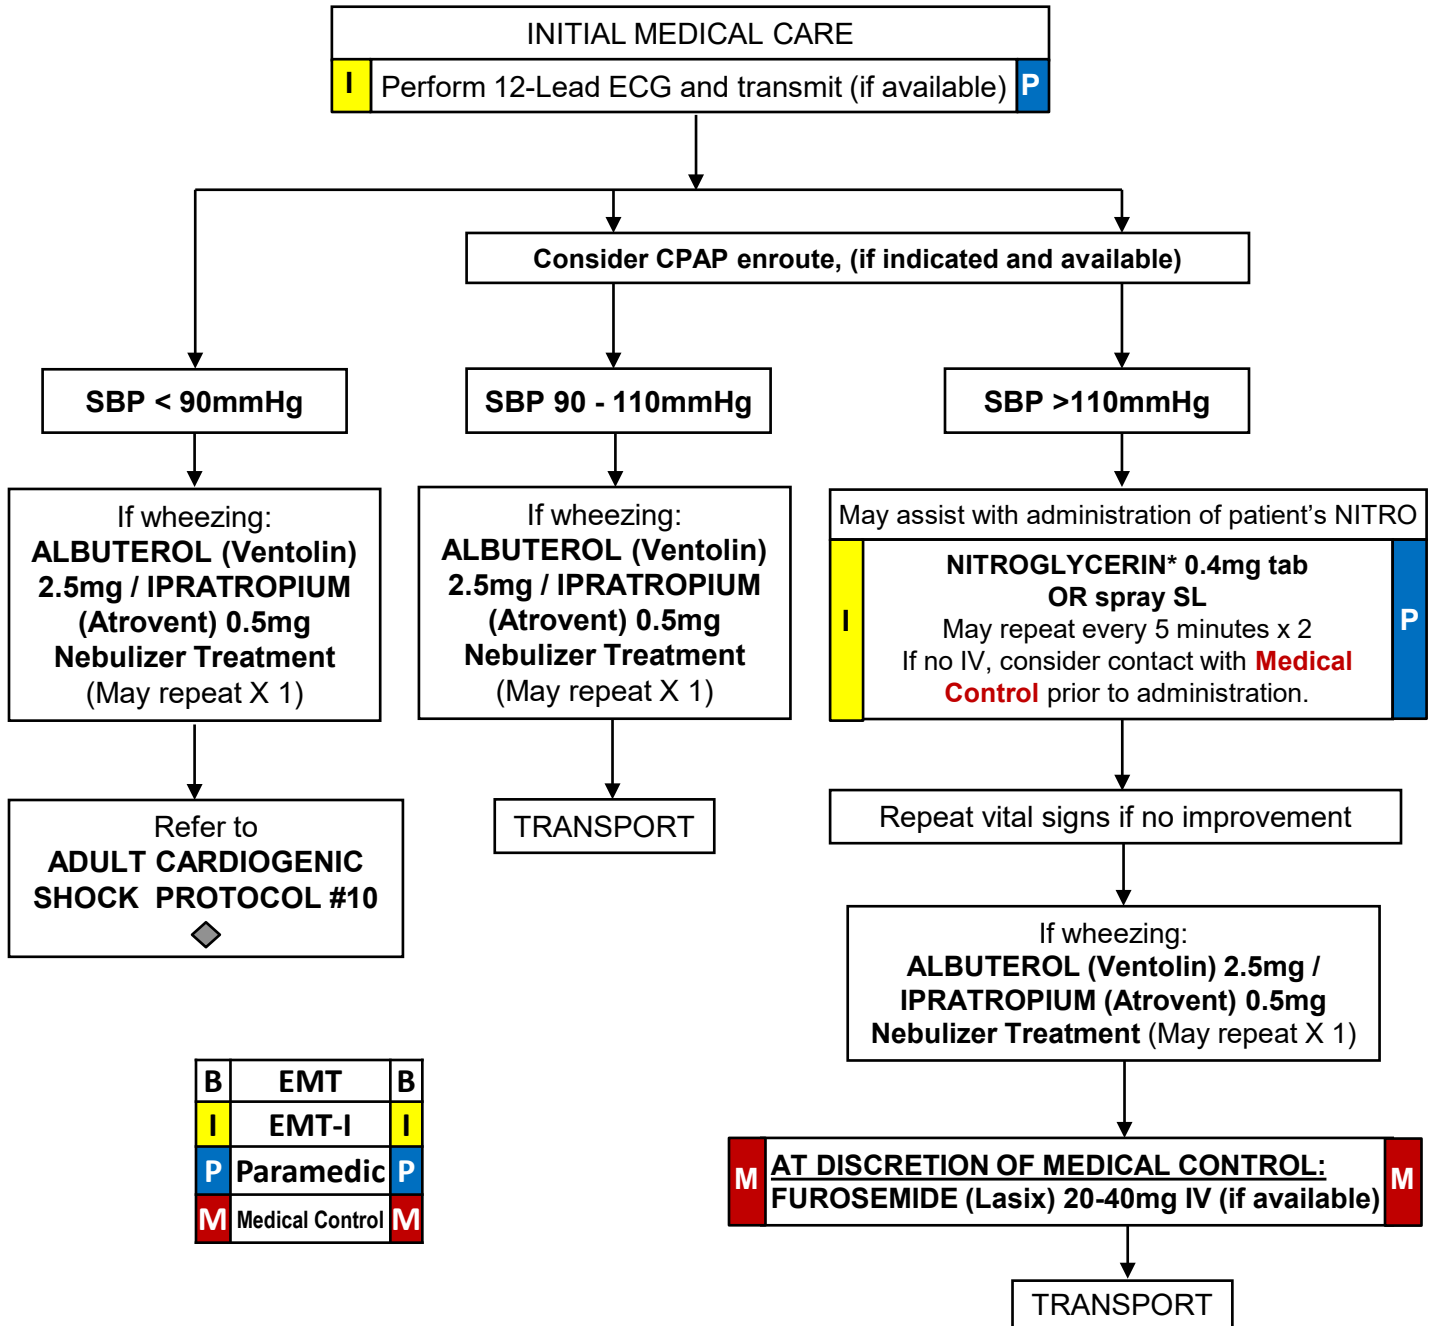 INITIAL MEDICAL CARE
I Perform 12-Lead ECG and transmit (if available) P
Consider CPAP enroute, (if indicated and available)
SBP < 90mmHg
If wheezing:
ALBUTEROL (Ventolin)
2.5mg / IPRATROPIUM
(Atrovent) 0.5mg
Nebulizer Treatment
(May repeat X 1)
Refer to
ADULT CARDIOGENIC
SHOCK PROTOCOL #10
SBP 90 - 110mmHg
If wheezing:
ALBUTEROL (Ventolin)
2.5mg / IPRATROPIUM
(Atrovent) 0.5mg
Nebulizer Treatment
(May repeat X 1)
TRANSPORT
SBP >110mmHg
May assist with administration of patient’s NITRO
NITROGLYCERIN* 0.4mg tab
OR spray SL
I May repeat every 5 minutes x 2 P
If no IV, consider contact with Medical
Control prior to administration.
Repeat vital signs if no improvement
If wheezing:
ALBUTEROL (Ventolin) 2.5mg /
IPRATROPIUM (Atrovent) 0.5mg
Nebulizer Treatment (May repeat X 1)
M AT DISCRETION OF MEDICAL CONTROL: M
FUROSEMIDE (Lasix) 20-40mg IV (if available)
TRANSPORT
B EMT B
I EMT-I I
P Paramedic P
M Medical Control M